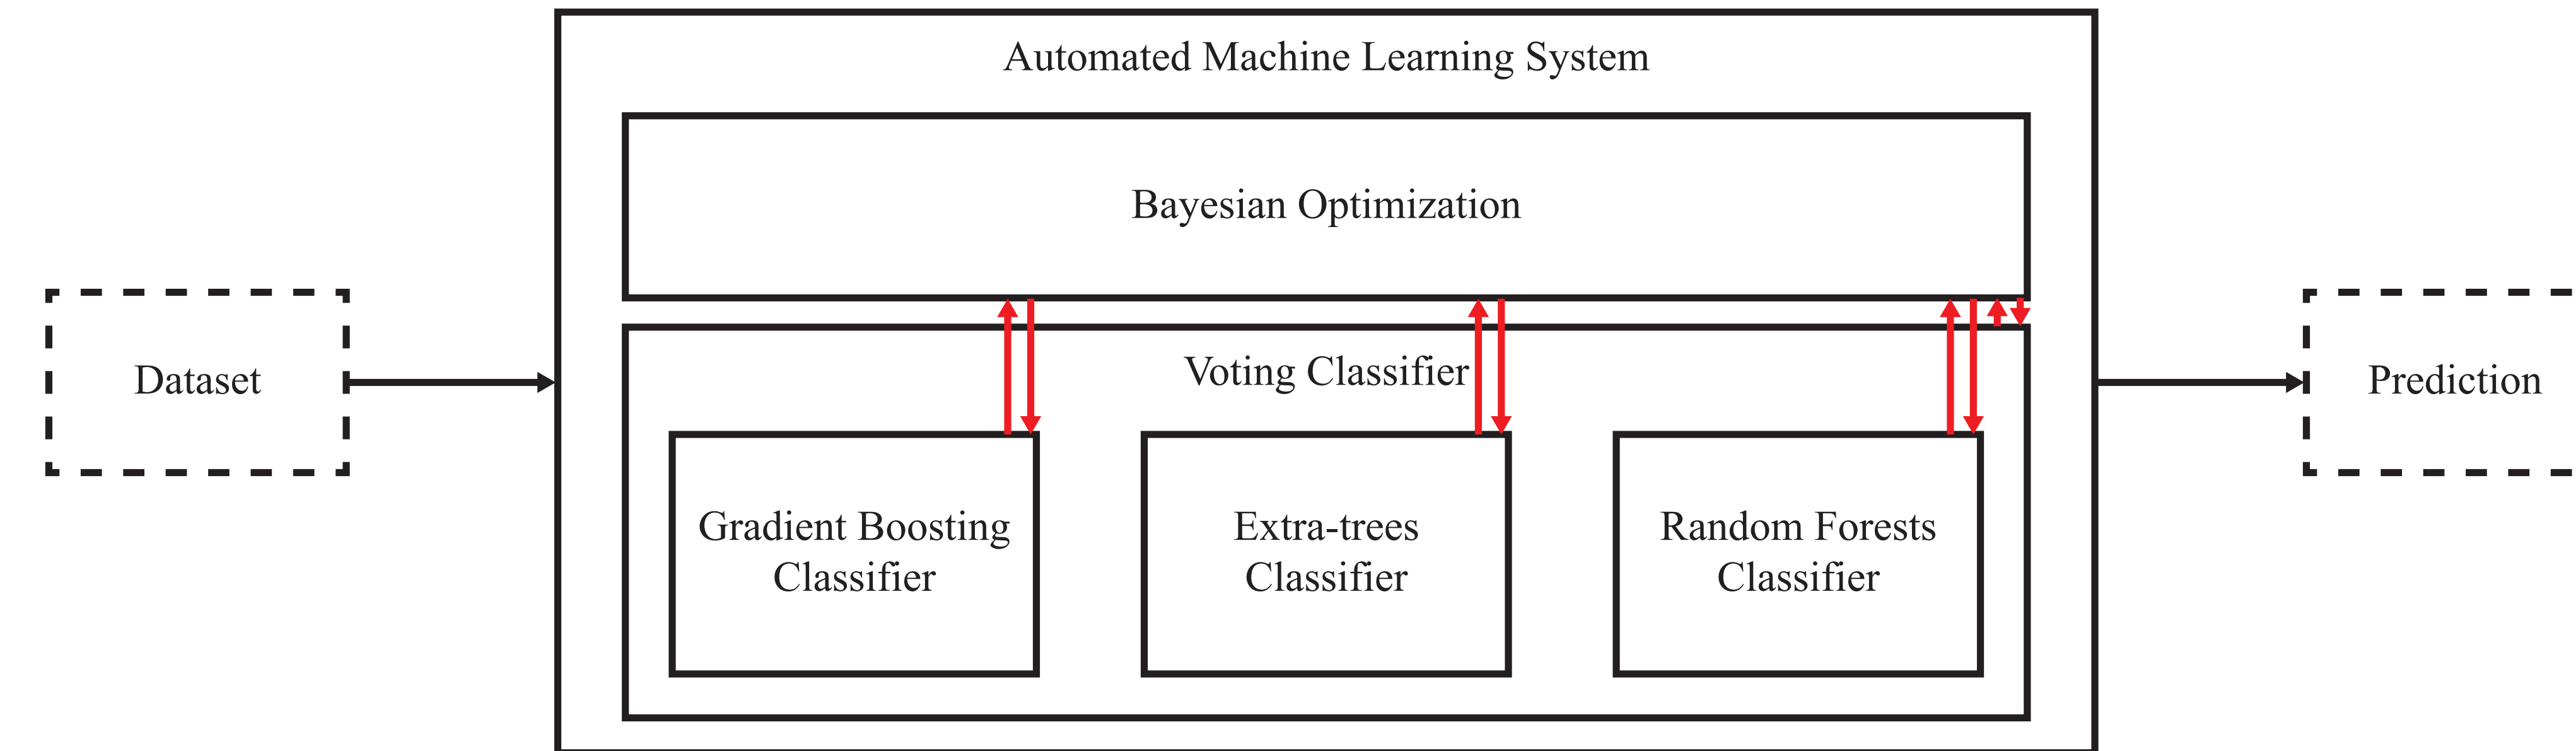 Automated Machine Learning System
Bayesian Optimization
Dataset
Voting Classifier
Prediction
Gradient Boosting
Classifier
Extra-trees
Classifier
Random Forests
Classifier